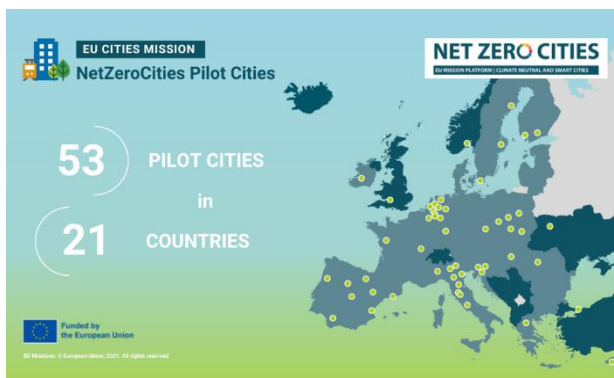 EU CITIES MISSION
NetZeroCities Pilot Cities
NET ZERO CITIES
EU MISSION PLATFORM | CLIMATE NEUTRAL AND SMART CITIES
53 PILOT CITIES
in
21 COUNTRIES
Funded by
the European Union
EU Missions: © European Union, 2021, All rights reserved